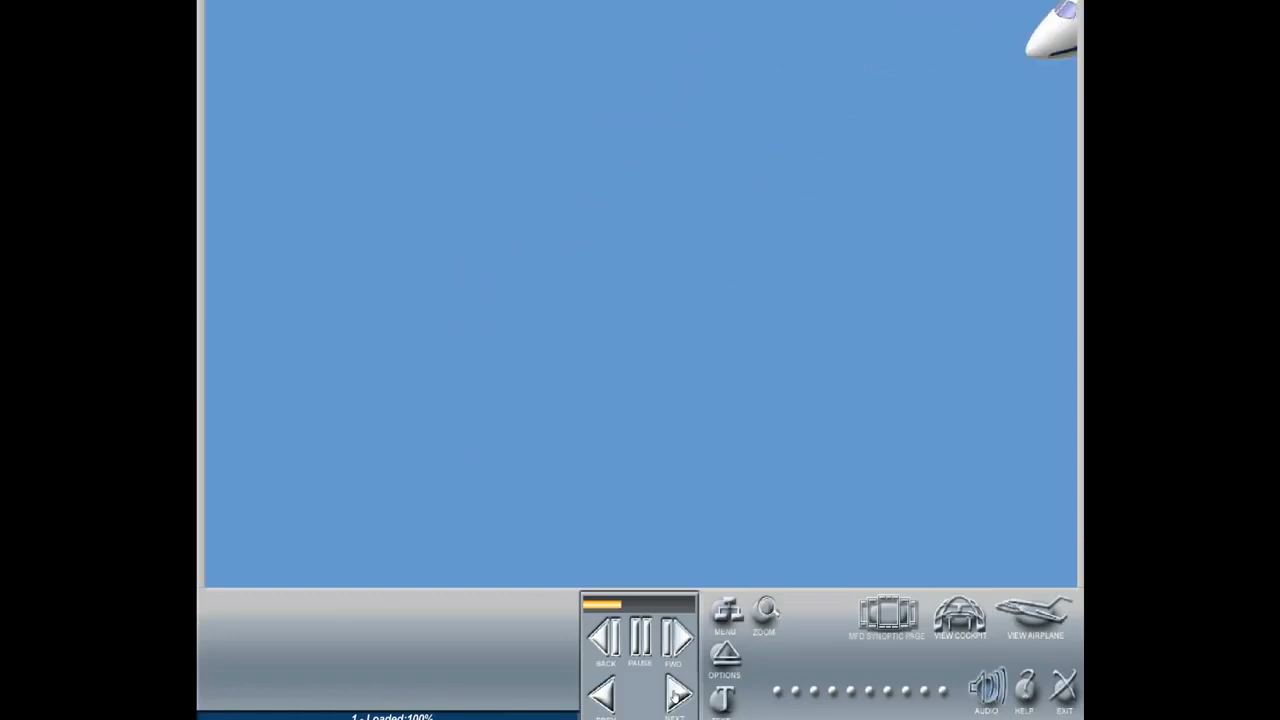 MENU
ZOOM
MFD SYNOPTIC PAGE
VIEW COCKPIT
VIEW AIRPLANE
BACK
PAUSE
FWD
OPTIONS
AUDIO
HELP
EXIT
NEXT
1 - Loaded:100%